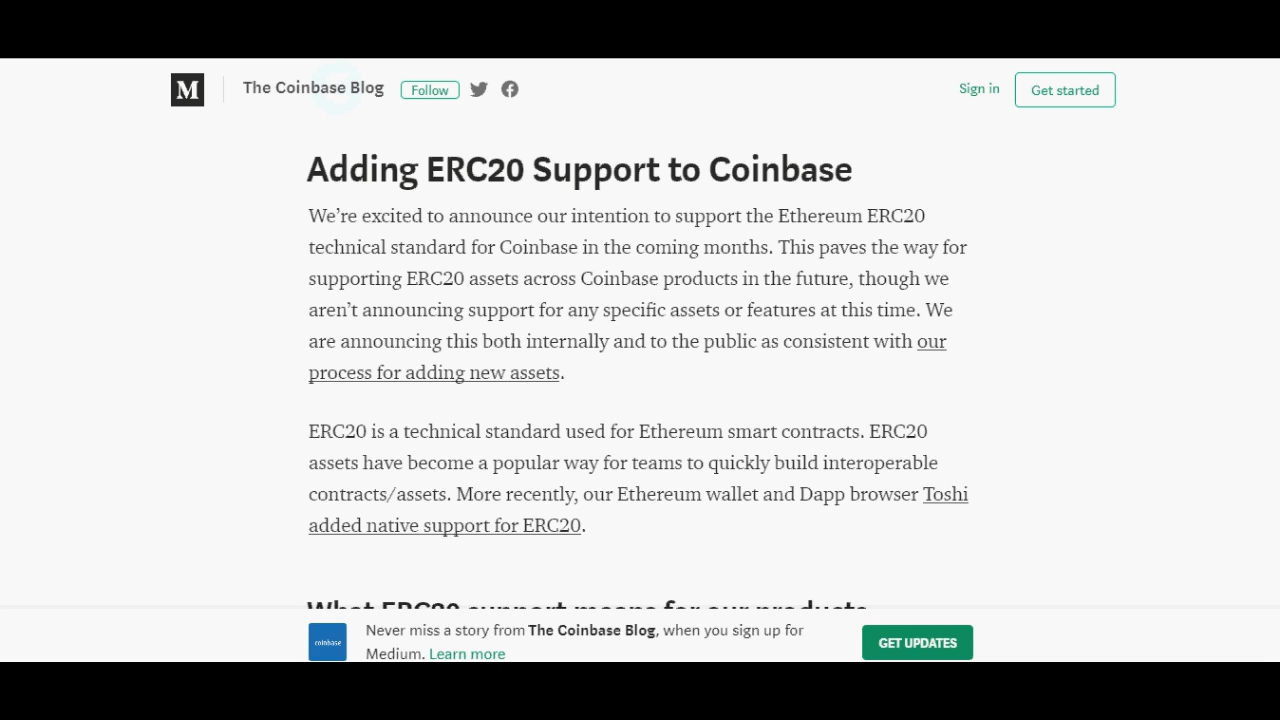 M
The Coinbase Blog
Follow
Sign in
Get started
Adding ERC20 Support to Coinbase
We’re excited to announce our intention to support the Ethereum ERC20
technical standard for Coinbase in the coming months. This paves the way for
supporting ERC20 assets across Coinbase products in the future, though we
aren’t announcing support for any specific assets or features at this time. We
are announcing this both internally and to the public as consistent with our
process for adding new assets.
ERC20 is a technical standard used for Ethereum smart contracts. ERC20
assets have become a popular way for teams to quickly build interoperable
contracts/assets. More recently, our Ethereum wallet and Dapp browser Toshi
added native support for ERC20.
What ERC20 support means for our products
coinbase
Never miss a story from The Coinbase Blog, when you sign up for
Medium. Learn more
GET UPDATES